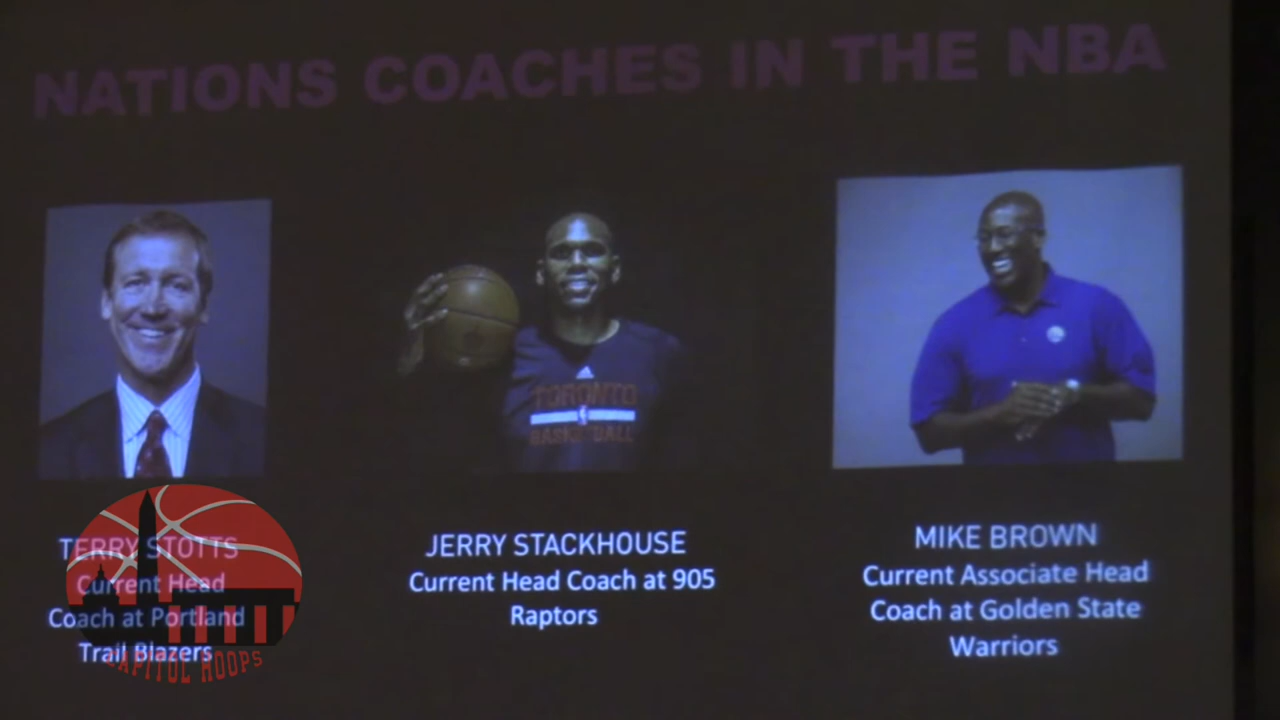 NATIONS COACHES IN THE NBA
TORONTO
BASKETBALL
TERRY STOTTS
Current Head
Coach at Portland
Trail Blazers
CAPITOL HOOPS
JERRY STACKHOUSE
Current Head Coach at 905
Raptors
MIKE BROWN
Current Associate Head
Coach at Golden State
Warriors